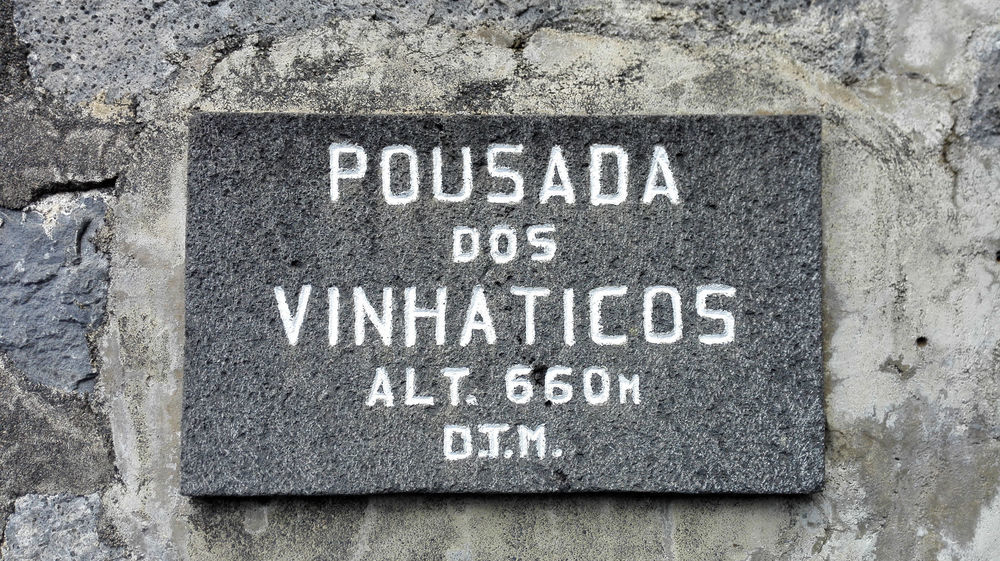 POUSADA
DOS
VINHATICOS
ALT. 660M
D.T.M.